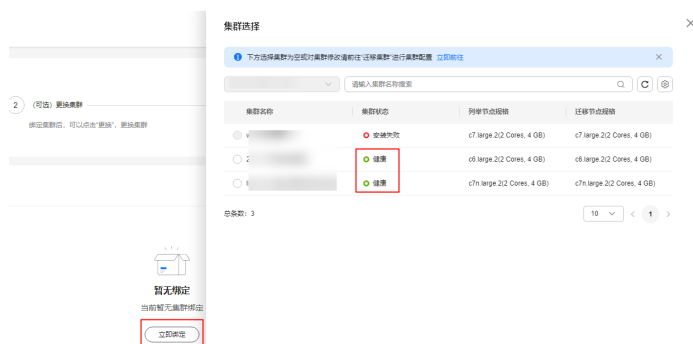 集群选择
下方选择集群为空或对集群修改请前往“迁移集群”进行集群配置 立即前往
请输入集群名称搜索
2 (可选) 更换集群
绑定集群后，可以点击“更换”，更换集群
集群名称 集群状态 列举节点规格 迁移节点规格
安装失败 c7.large.2(2 Cores, 4 GB) c7.large.2(2 Cores, 4 GB)
2 健康 c6.large.2(2 Cores, 4 GB) c6.large.2(2 Cores, 4 GB)
健康 c7n.large.2(2 Cores, 4 GB) c7n.large.2(2 Cores, 4 GB)
总条数: 3 10 1
暂无绑定
当前暂无集群绑定
立即绑定